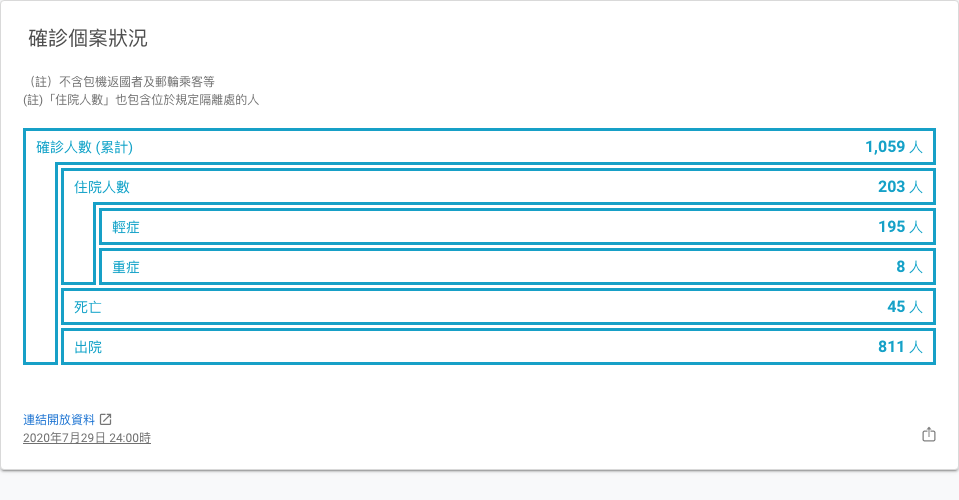 確診個案狀況
（註）不含包機返國者及郵輪乘客等
(註)「住院人數」也包含位於規定隔離處的人
確診人數 (累計) 1,059 人
住院人數 203 人
輕症 195 人
重症 8 人
死亡 45 人
出院 811 人
連結開放資料
2020年7月29日 24:00時